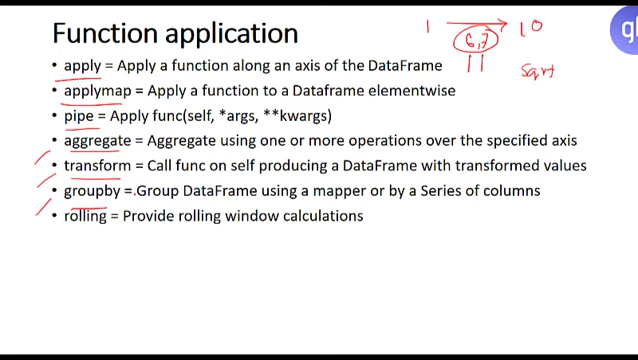 Function application
1 → 10
6,7
sqrt
• apply = Apply a function along an axis of the DataFrame
• applymap = Apply a function to a Dataframe elementwise
• pipe = Apply func(self, *args, **kwargs)
• aggregate = Aggregate using one or more operations over the specified axis
• transform = Call func on self producing a DataFrame with transformed values
• groupby =.Group DataFrame using a mapper or by a Series of columns
• rolling = Provide rolling window calculations